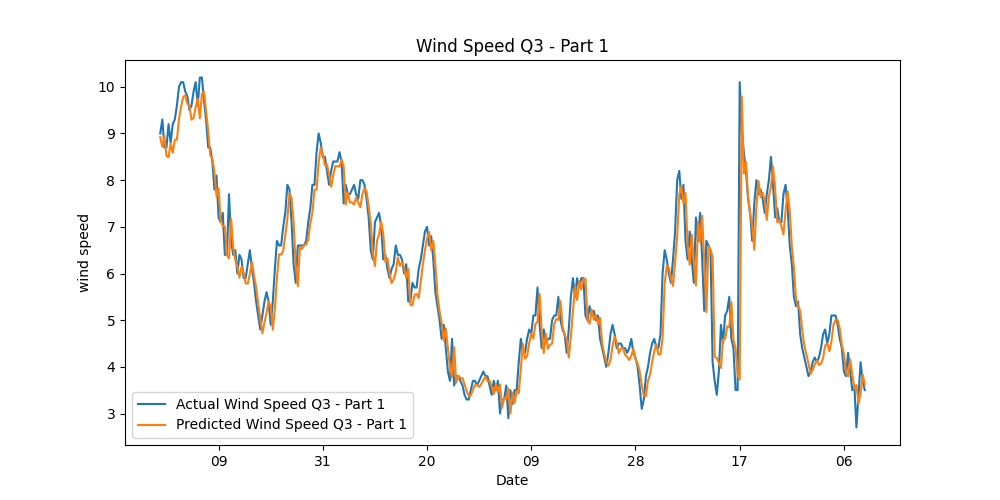 Wind Speed Q3 - Part 1
wind speed
10
9
8
7
6
5
4
3
Actual Wind Speed Q3 - Part 1
Predicted Wind Speed Q3 - Part 1
09 31 20 09 28 17 06
Date